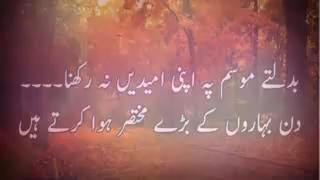 بدلتے موسم پہ اپنی امیدیں نہ رکھنا۔۔۔۔
دن بہاروں کے بڑے مختصر ہوا کرتے ہیں